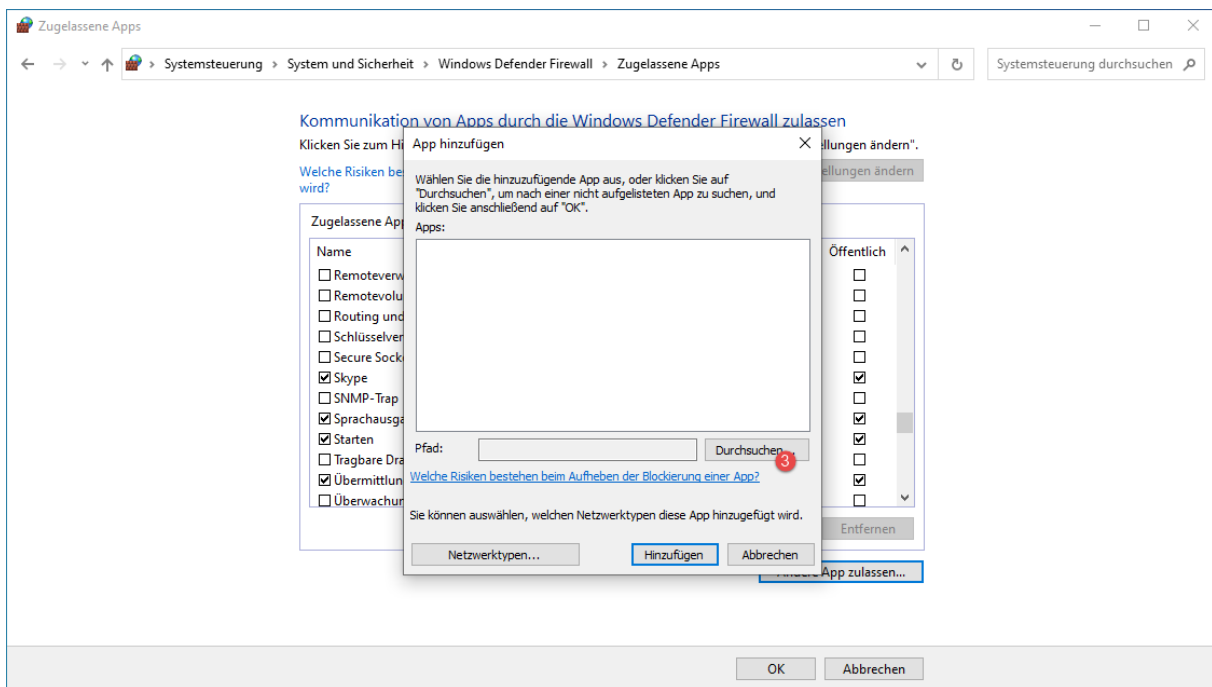 Zugelassene Apps
Systemsteuerung > System und Sicherheit > Windows Defender Firewall > Zugelassene Apps
Systemsteuerung durchsuchen
Kommunikation von Apps durch die Windows Defender Firewall zulassen
Klicken Sie zum Hi
ellungen ändern".
Welche Risiken be
wird?
ellungen ändern
Zugelassene Ap
Name
Öffentlich
Remoteverw
Remotevolu
Routing und
Schlüsselver
Secure Sock
Skype
SNMP-Trap
Sprachausga
Starten
Tragbare Dra
Übermittlun
Überwachur
Entfernen
App zulassen...
App hinzufügen
Wählen Sie die hinzuzufügende App aus, oder klicken Sie auf
"Durchsuchen", um nach einer nicht aufgelisteten App zu suchen, und
klicken Sie anschließend auf "OK".
Apps:
Pfad:
Durchsuchen...
3
Welche Risiken bestehen beim Aufheben der Blockierung einer App?
Sie können auswählen, welchen Netzwerktypen diese App hinzugefügt wird.
Netzwerktypen...
Hinzufügen
Abbrechen
OK
Abbrechen